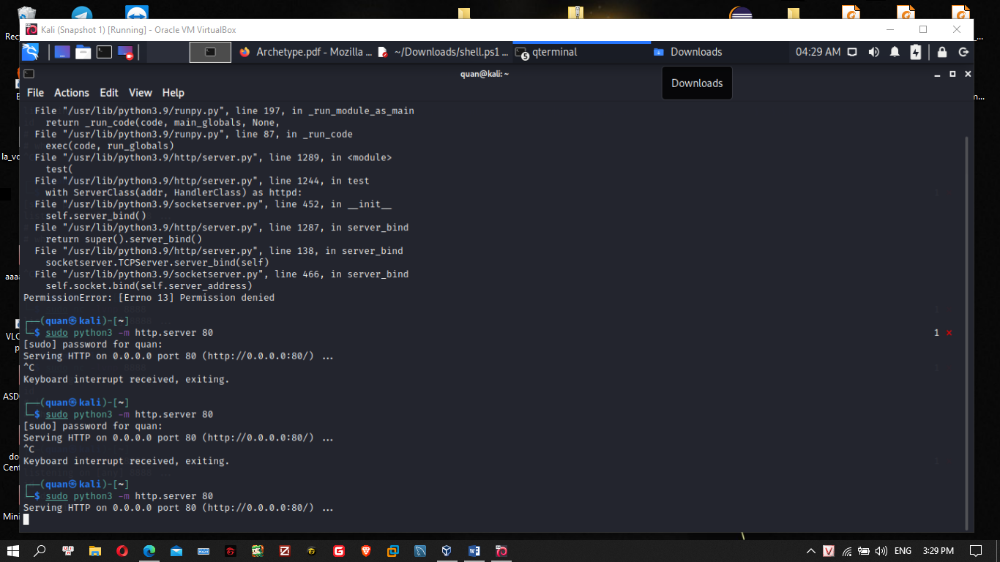 Kali (Snapshot 1) [Running] - Oracle VM VirtualBox
Archetype.pdf - Mozilla ...
~/Downloads/shell.ps1 ...
5
qterminal
Downloads
04:29 AM
quan@kali: ~
Downloads
File Actions Edit View Help
File "/usr/lib/python3.9/runpy.py", line 197, in _run_module_as_main
return _run_code(code, main_globals, None,
File "/usr/lib/python3.9/runpy.py", line 87, in _run_code
exec(code, run_globals)
File "/usr/lib/python3.9/http/server.py", line 1289, in <module>
test(
File "/usr/lib/python3.9/http/server.py", line 1244, in test
with ServerClass(addr, HandlerClass) as httpd:
File "/usr/lib/python3.9/socketserver.py", line 452, in __init__
self.server_bind()
File "/usr/lib/python3.9/http/server.py", line 1287, in server_bind
return super().server_bind()
File "/usr/lib/python3.9/http/server.py", line 138, in server_bind
socketserver.TCPServer.server_bind(self)
File "/usr/lib/python3.9/socketserver.py", line 466, in server_bind
self.socket.bind(self.server_address)
PermissionError: [Errno 13] Permission denied
┌──(quan㉿kali)-[~]
└─$ sudo python3 -m http.server 80 1 ⨯
[sudo] password for quan:
Serving HTTP on 0.0.0.0 port 80 (http://0.0.0.0:80/) ...
^C
Keyboard interrupt received, exiting.
┌──(quan㉿kali)-[~]
└─$ sudo python3 -m http.server 80
[sudo] password for quan:
Serving HTTP on 0.0.0.0 port 80 (http://0.0.0.0:80/) ...
^C
Keyboard interrupt received, exiting.
┌──(quan㉿kali)-[~]
└─$ sudo python3 -m http.server 80
Serving HTTP on 0.0.0.0 port 80 (http://0.0.0.0:80/) ...
Rec
la_vo
aaaa
VLC
p
ASD
do
Cent
Mini
ENG
3:29 PM